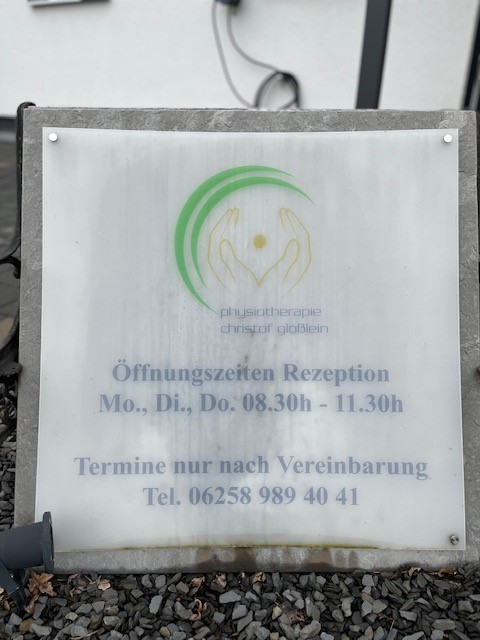 physiotherapie
christof glößlein
Öffnungszeiten Rezeption
Mo., Di., Do. 08.30h - 11.30h
Termine nur nach Vereinbarung
Tel. 06258 989 40 41